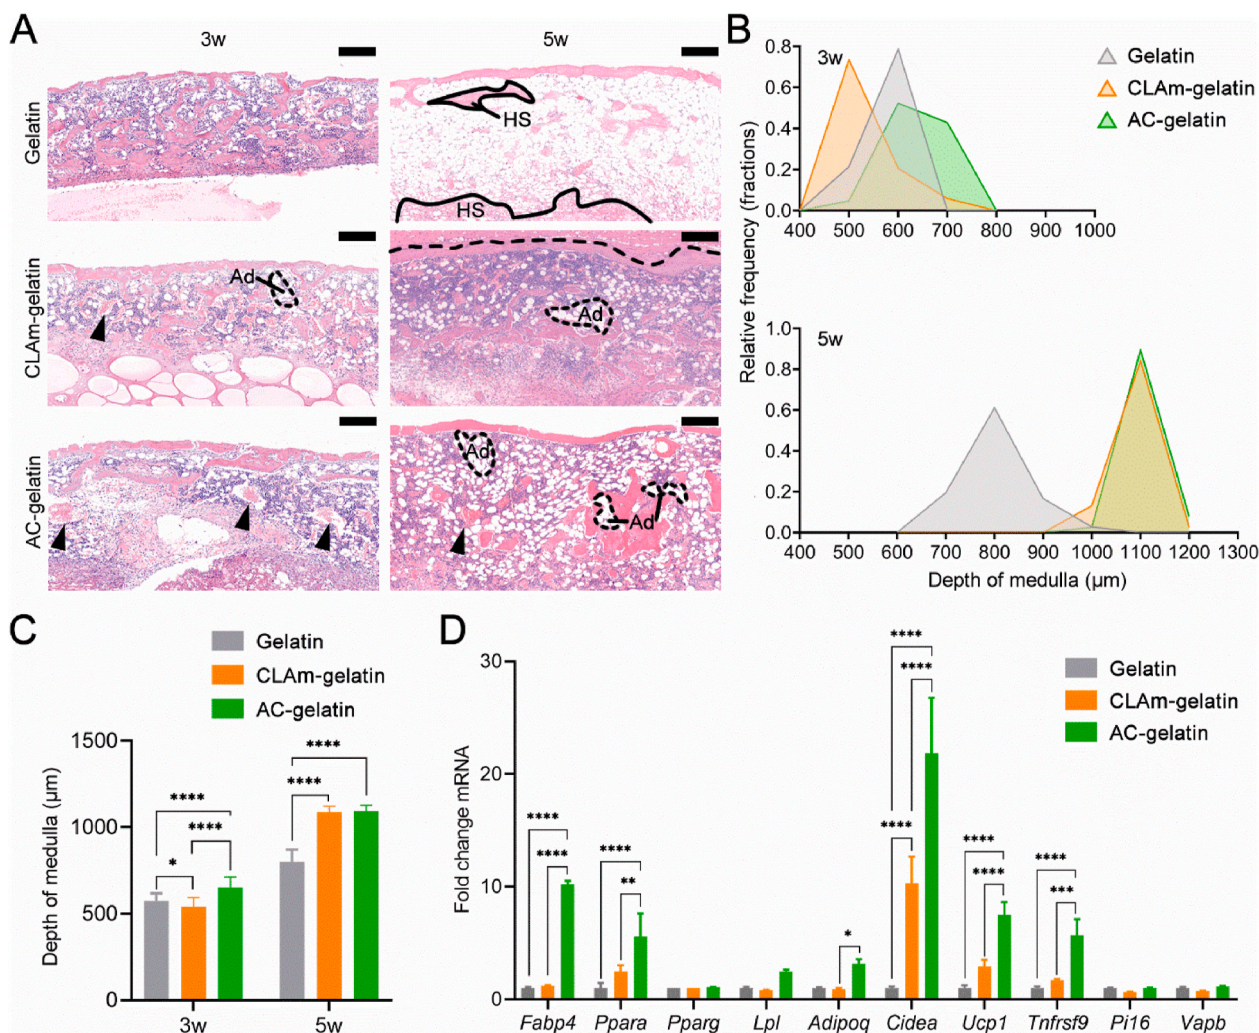 A
3w
5w
Gelatin
HS
HS
CLAm-gelatin
Ad
Ad
AC-gelatin
Ad
Ad
B
Relative frequency (fractions)
3w
0.8
0.6
0.4
0.2
0.0
400 500 600 700 800 900 1000
Gelatin
CLAm-gelatin
AC-gelatin
5w
1.0
0.8
0.6
0.4
0.2
0.0
400 500 600 700 800 900 1000 1100 1200 1300
Depth of medulla (µm)
C
Gelatin
CLAm-gelatin
AC-gelatin
Depth of medulla (µm)
1500
1000
500
0
****
****
*
****
****
3w 5w
D
Gelatin
CLAm-gelatin
AC-gelatin
Fold change mRNA
30
20
10
0
****
****
****
**
*
****
****
****
****
****
****
***
Fabp4 Ppara Pparg Lpl Adipoq Cidea Ucp1 Tnfrsf9 Pi16 Vapb